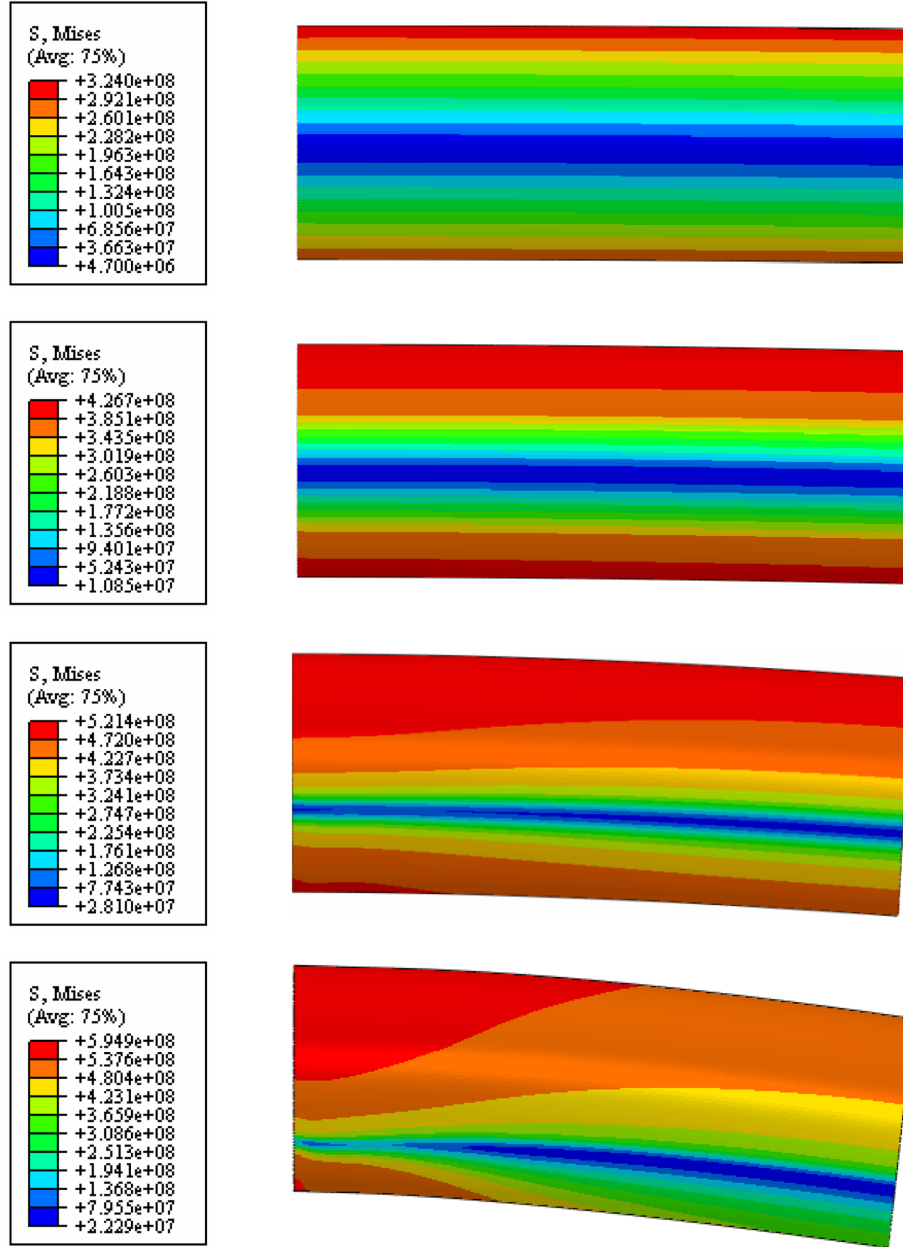 S, Mises
(Avg: 75%)
+3.240e+08
+2.921e+08
+2.601e+08
+2.282e+08
+1.963e+08
+1.643e+08
+1.324e+08
+1.005e+08
+6.856e+07
+3.663e+07
+4.700e+06
S, Mises
(Avg: 75%)
+4.267e+08
+3.851e+08
+3.435e+08
+3.019e+08
+2.603e+08
+2.188e+08
+1.772e+08
+1.356e+08
+9.401e+07
+5.243e+07
+1.085e+07
S, Mises
(Avg: 75%)
+5.214e+08
+4.720e+08
+4.227e+08
+3.734e+08
+3.241e+08
+2.747e+08
+2.254e+08
+1.761e+08
+1.268e+08
+7.743e+07
+2.810e+07
S, Mises
(Avg: 75%)
+5.949e+08
+5.376e+08
+4.804e+08
+4.231e+08
+3.659e+08
+3.086e+08
+2.513e+08
+1.941e+08
+1.368e+08
+7.955e+07
+2.229e+07